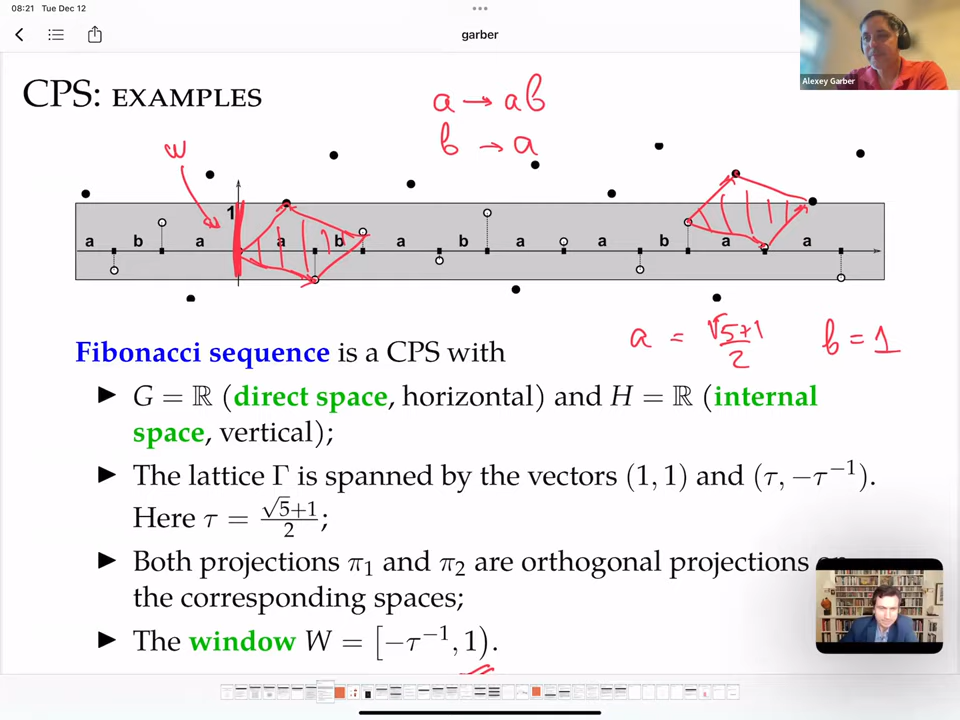 08:21 Tue Dec 12
garber
Alexey Garber
CPS: EXAMPLES
a → ab
b → a
w
1
a b a a b a b a a b a a
a = √5+1/2 b = 1
Fibonacci sequence is a CPS with
▶ G = ℝ (direct space, horizontal) and H = ℝ (internal
space, vertical);
▶ The lattice Γ is spanned by the vectors (1, 1) and (τ, −τ⁻¹).
Here τ = √5+1/2;
▶ Both projections π₁ and π₂ are orthogonal projections on
the corresponding spaces;
▶ The window W = [−τ⁻¹, 1).